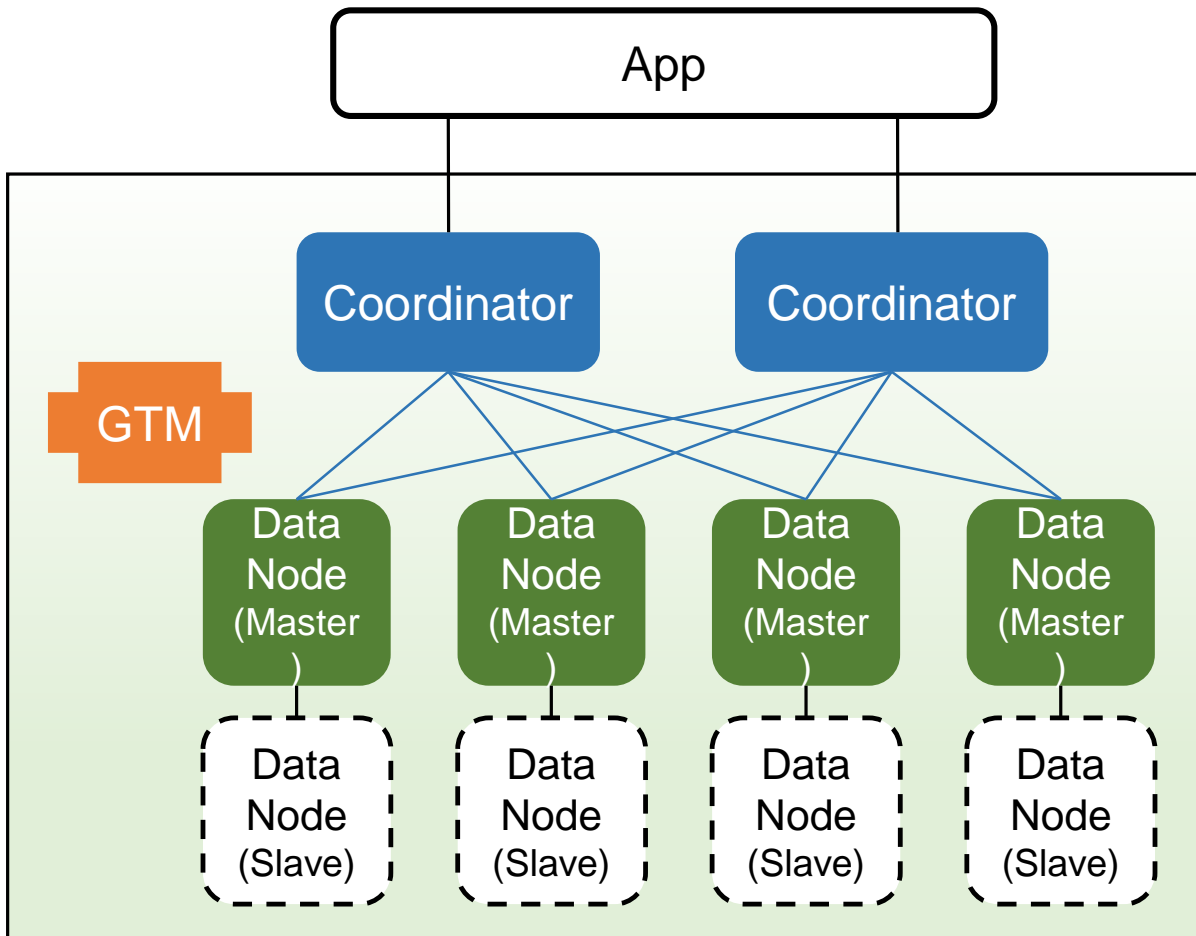 App
Coordinator
Coordinator
GTM
Data
Node
(Master
)
Data
Node
(Master
)
Data
Node
(Master
)
Data
Node
(Master
)
Data
Node
(Slave)
Data
Node
(Slave)
Data
Node
(Slave)
Data
Node
(Slave)